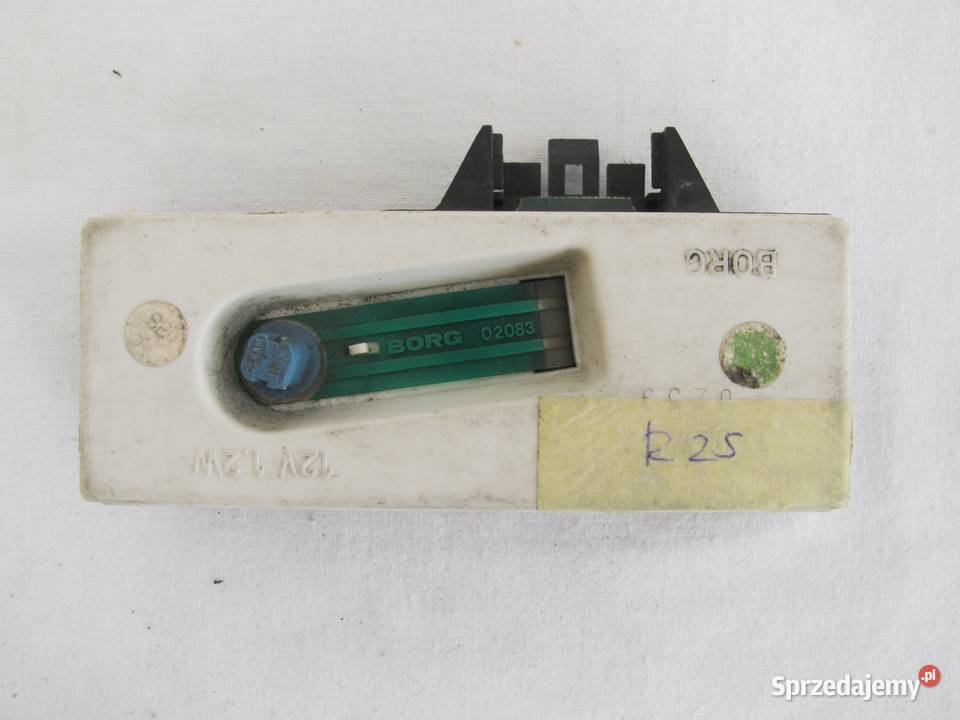 BORG
BORG 02083
12V 1.2W
R 25
Sprzedajemy.pl